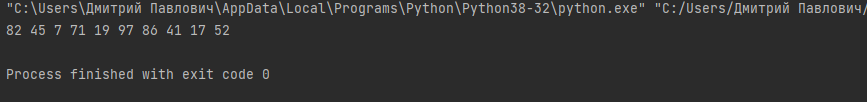 "C:\Users\Дмитрий Павлович\AppData\Local\Programs\Python\Python38-32\python.exe" "C:/Users/Дмитрий Павлович/
82 45 7 71 19 97 86 41 17 52
Process finished with exit code 0